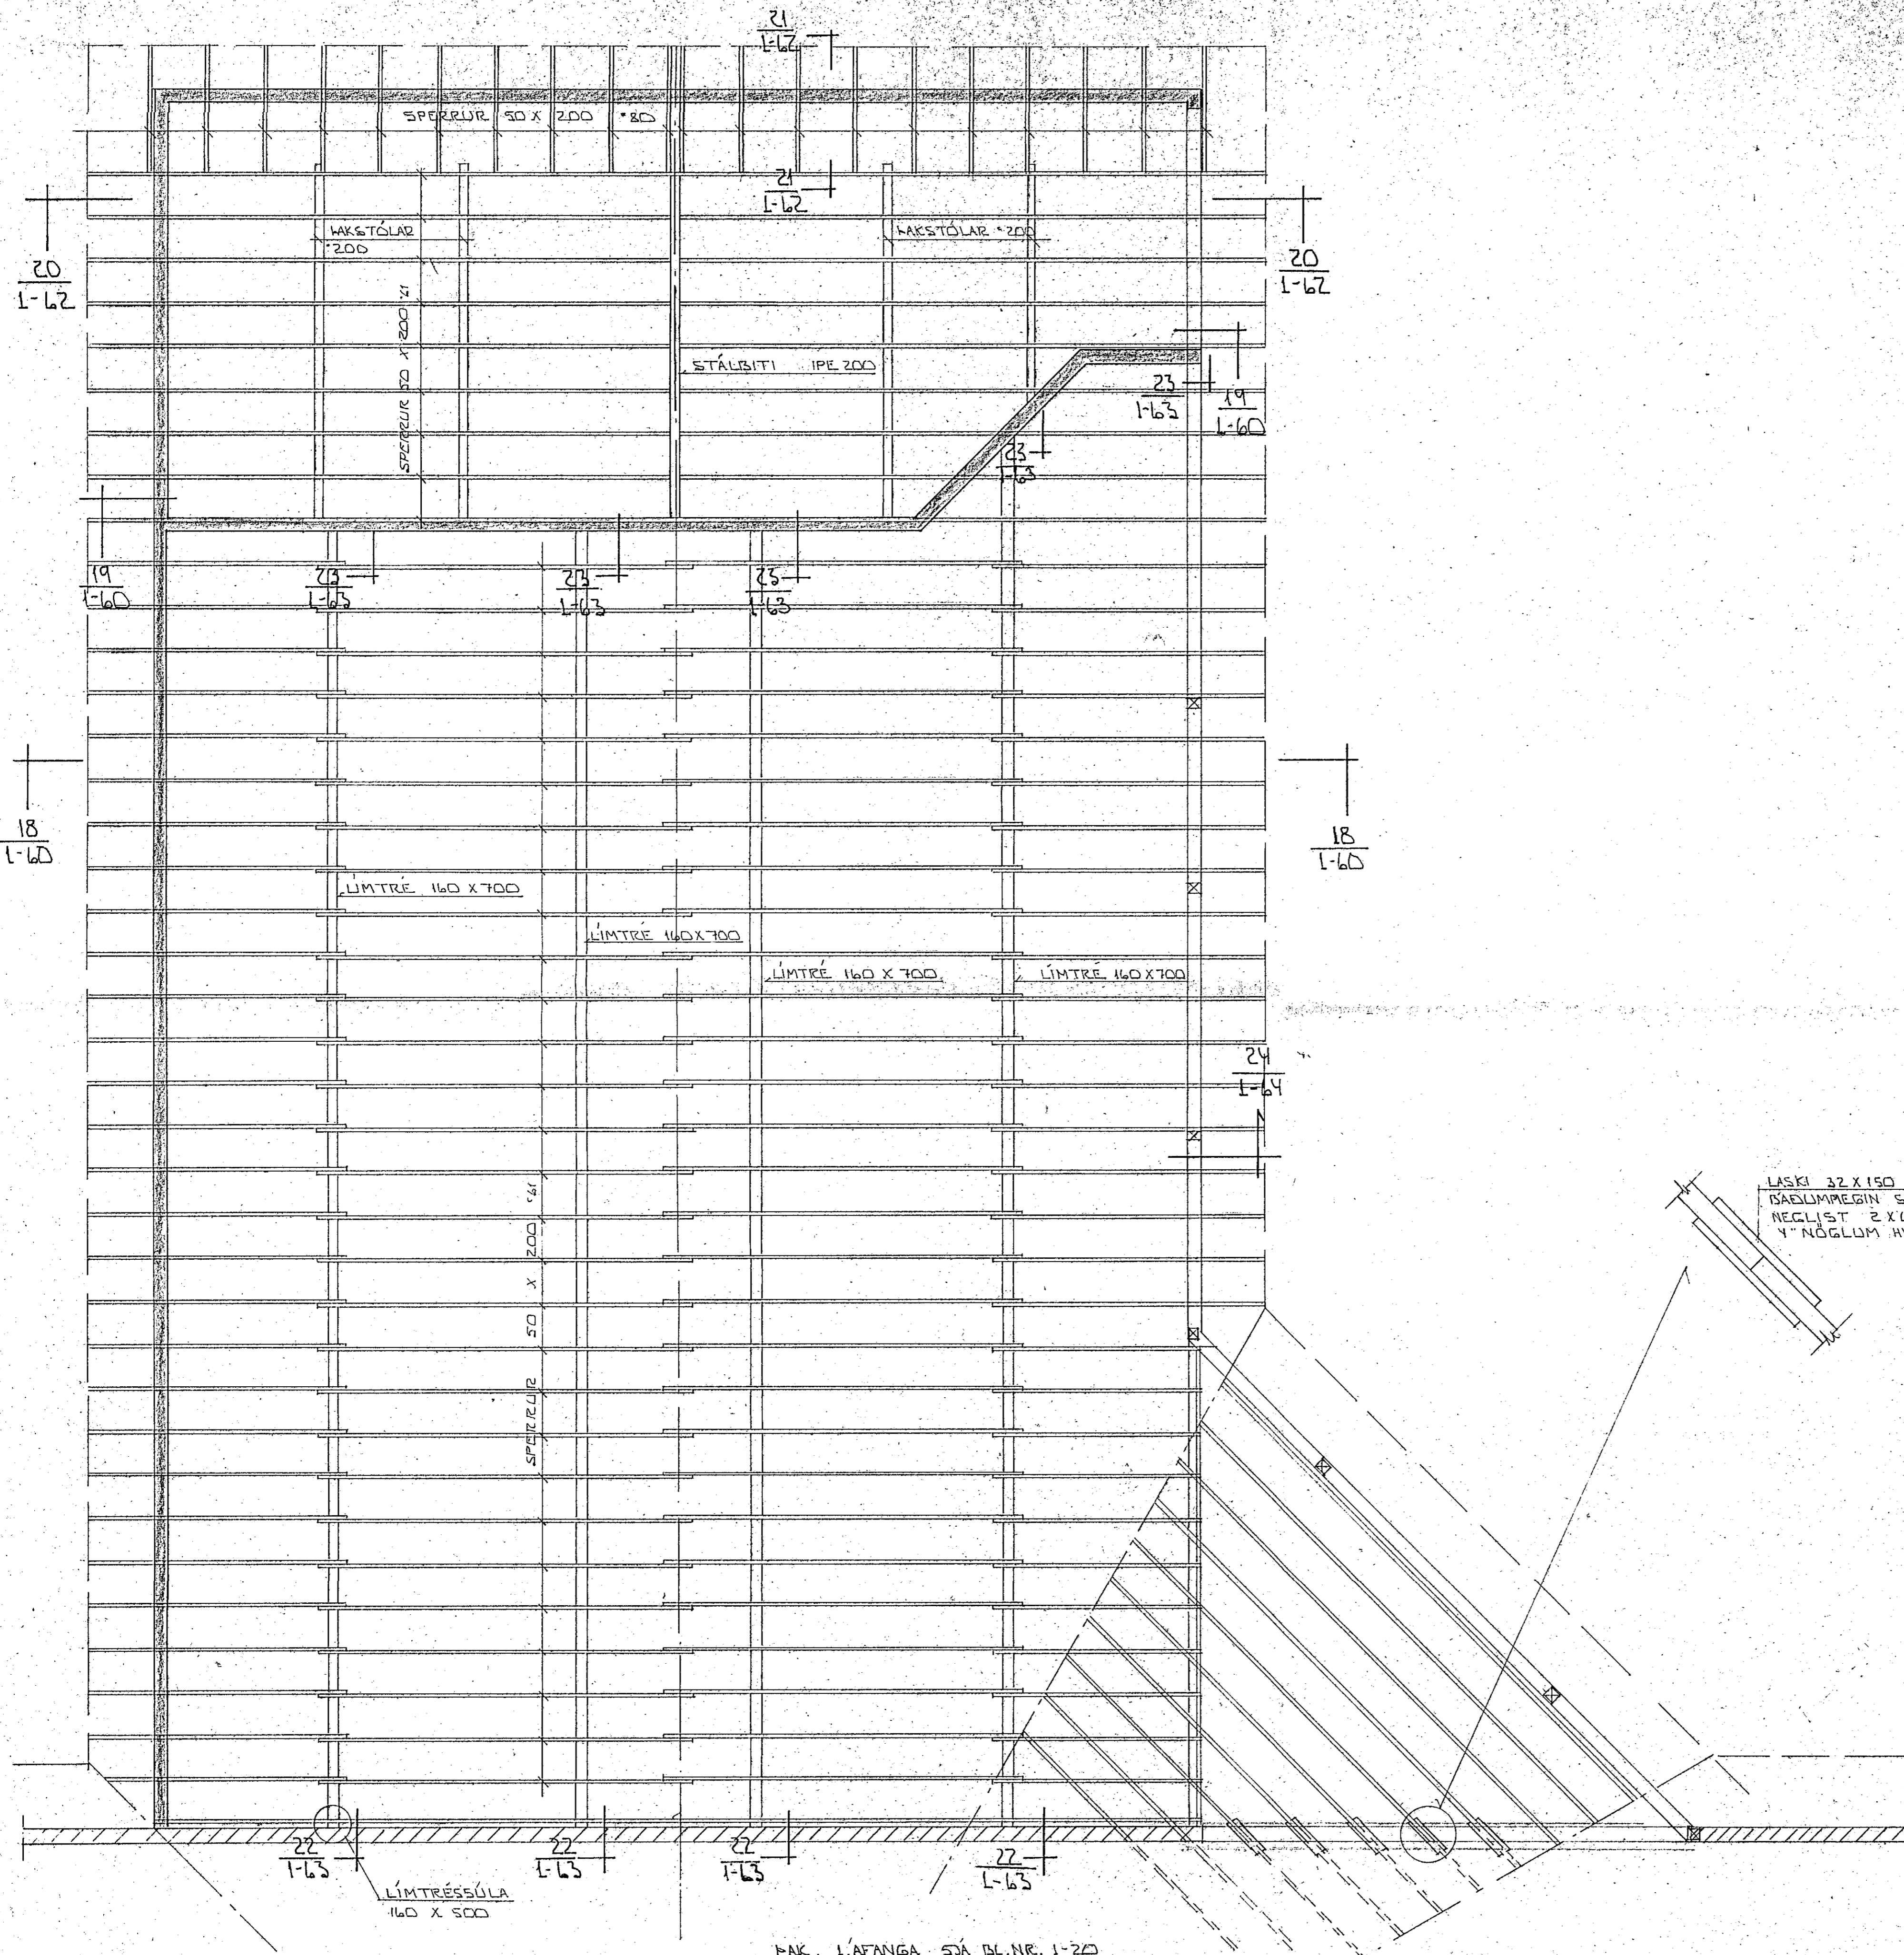 21
1-62
SPERRUR 50 X 200 *80
21
1-62
ÞAKSTÓLAR
*200
ÞAKSTÓLAR *200
20
1-62
20
1-62
SPERRUR 50 X 200 *61
STÁLBITI IPE 200
23
1-63
19
1-60
23
1-63
19
1-60
23
1-63
23
1-63
23
1-63
18
1-60
18
1-60
LÍMTRÉ 160 X 700
LÍMTRÉ 160 X 700
LÍMTRÉ 160 X 700
LÍMTRÉ 160 X 700
24
1-64
LASKI 32 X 150
BÁÐUMMEGIN S
NEGLIST 2 X
4" NÖGLUM H
SPERRUR 50 X 200 *61
22
1-63
22
1-63
22
1-63
22
1-63
LÍMTRÉSSÚLA
160 X 500
ÞAK 1.ÁFANGA SJÁ BL.NR. 1-20